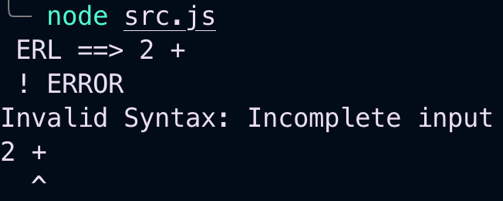 ╰─ node src.js
ERL ==> 2 +
! ERROR
Invalid Syntax: Incomplete input
2 +
  ^